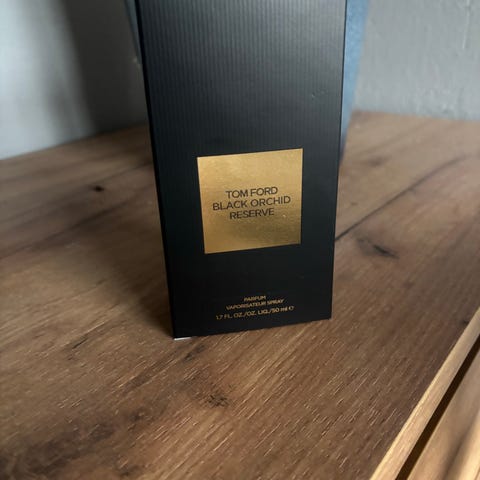 TOM FORD
BLACK ORCHID
RESERVE
PARFUM
VAPORISATEUR SPRAY
1.7 FL. OZ./OZ. LIQ./50 ml ℮